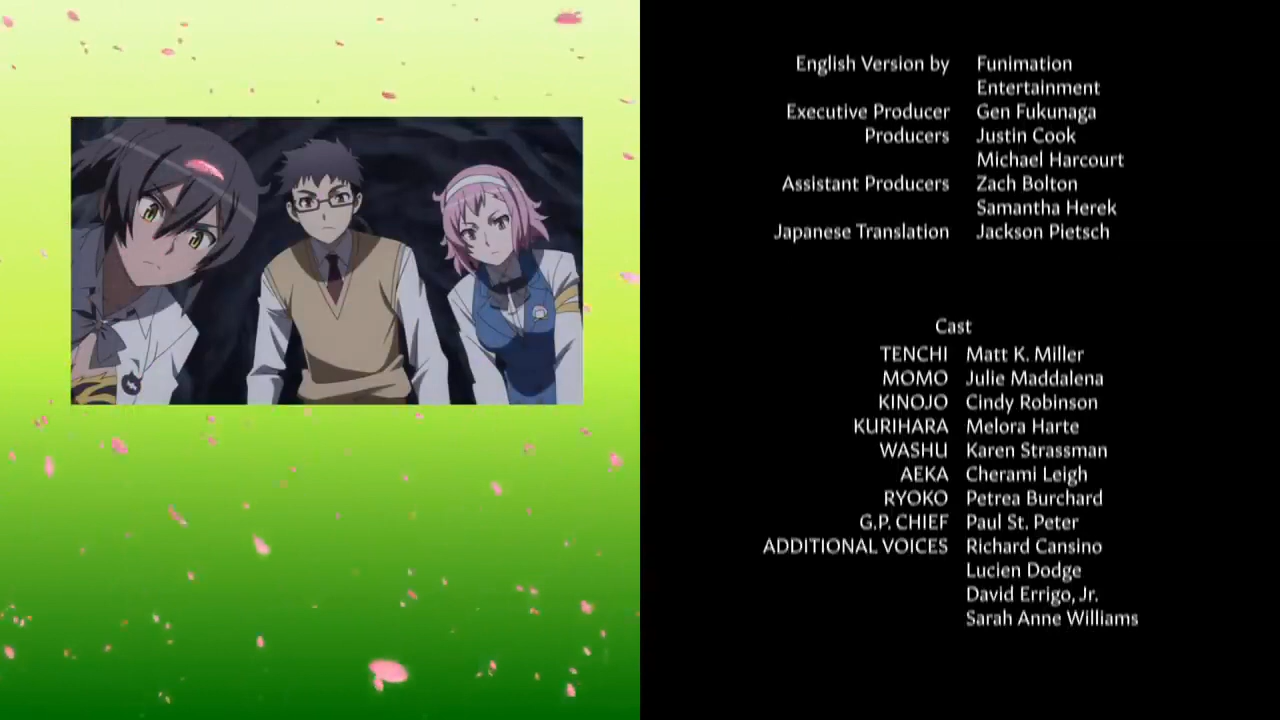 English Version by Funimation
Entertainment
Executive Producer Gen Fukunaga
Producers Justin Cook
Michael Harcourt
Assistant Producers Zach Bolton
Samantha Herek
Japanese Translation Jackson Pietsch
Cast
TENCHI Matt K. Miller
MOMO Julie Maddalena
KINOJO Cindy Robinson
KURIHARA Melora Harte
WASHU Karen Strassman
AEKA Cherami Leigh
RYOKO Petrea Burchard
G.P. CHIEF Paul St. Peter
ADDITIONAL VOICES Richard Cansino
Lucien Dodge
David Errigo, Jr.
Sarah Anne Williams